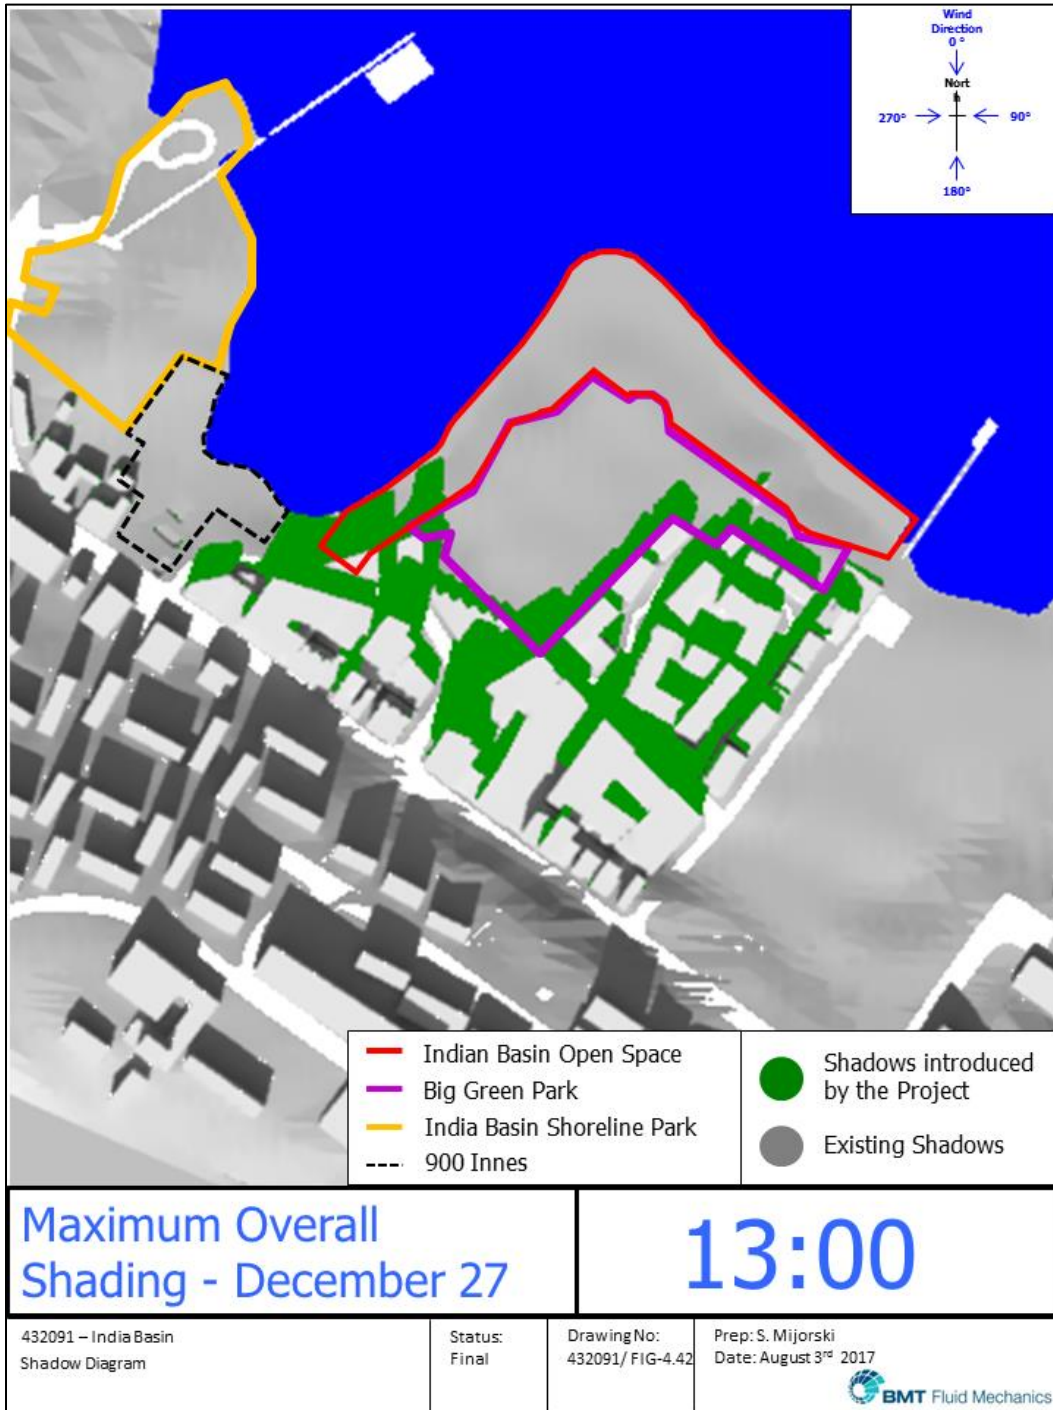 Wind
Direction
0 °
Nort
h
270°
90°
180°
Indian Basin Open Space
Big Green Park
India Basin Shoreline Park
900 Innes
Shadows introduced
by the Project
Existing Shadows
Maximum Overall
Shading - December 27
13:00
432091 – India Basin
Shadow Diagram
Status:
Final
Drawing No:
432091/ FIG-4.42
Prep: S. Mijorski
Date: August 3rd 2017
BMT Fluid Mechanics